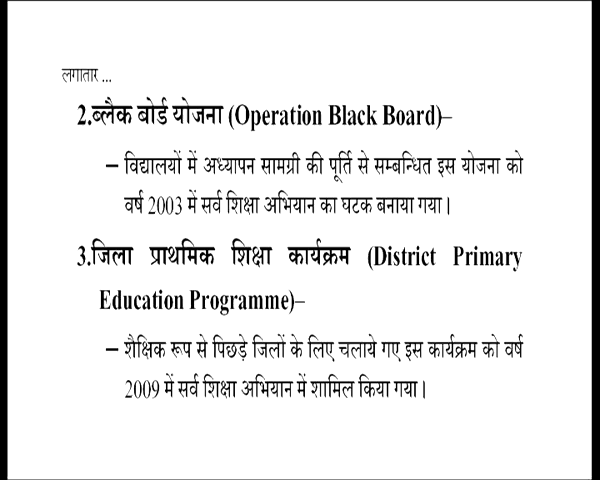 लगातार ...
2.ब्लैक बोर्ड योजना (Operation Black Board)–
– विद्यालयों में अध्यापन सामग्री की पूर्ति से सम्बन्धित इस योजना को
वर्ष 2003 में सर्व शिक्षा अभियान का घटक बनाया गया।
3.जिला प्राथमिक शिक्षा कार्यक्रम (District Primary
Education Programme)–
– शैक्षिक रूप से पिछड़े जिलों के लिए चलाये गए इस कार्यक्रम को वर्ष
2009 में सर्व शिक्षा अभियान में शामिल किया गया।